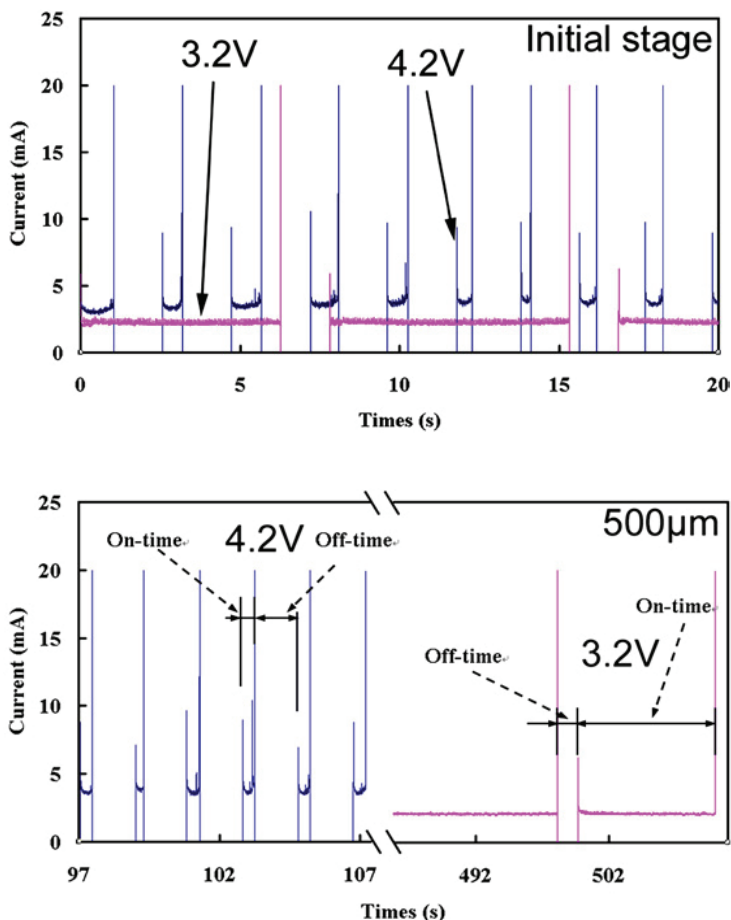 25
Initial stage
3.2V
4.2V
20
15
10
5
0
Current (mA)
0 5 10 15 20
Times (s)
25
500μm
On-time
4.2V
Off-time
20
On-time
15
Off-time
3.2V
10
5
0
Current (mA)
97 102 107 492 502
Times (s)